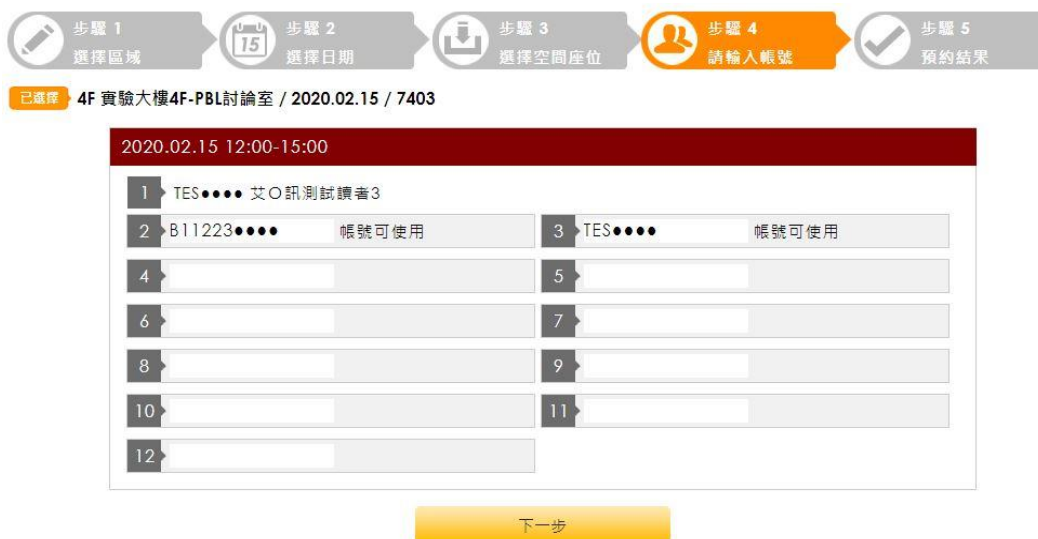 步驟 1
選擇區域
15
步驟 2
選擇日期
步驟 3
選擇空間座位
步驟 4
請輸入帳號
步驟 5
預約結果
已選擇 4F 實驗大樓4F-PBL討論室 / 2020.02.15 / 7403
2020.02.15 12:00-15:00
1 TES●●●● 艾O訊測試讀者3
2 B11223●●●● 帳號可使用 3 TES●●●● 帳號可使用
4 5
6 7
8 9
10 11
12
下一步